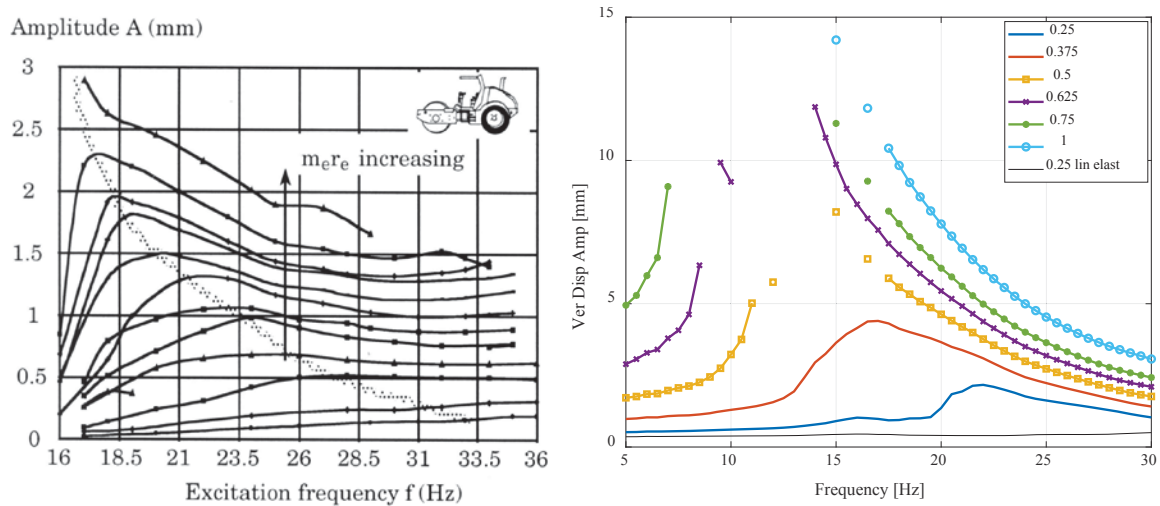 Amplitude A (mm)
3
2.5
2
1.5
1
0.5
0
16 18.5 21 23.5 26 28.5 31 33.5 36
mere increasing
Excitation frequency f (Hz)
15
10
5
0
5 10 15 20 25 30
Ver Disp Amp [mm]
Frequency [Hz]
0.25
0.375
0.5
0.625
0.75
1
0.25 lin elast